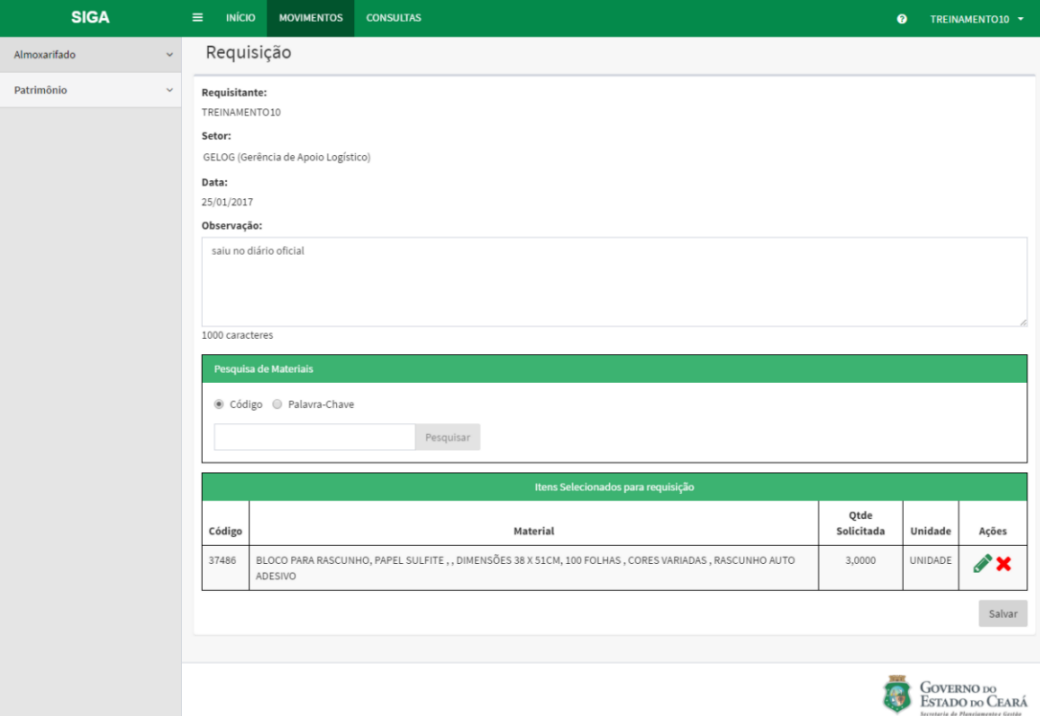 SIGA
INÍCIO
MOVIMENTOS
CONSULTAS
TREINAMENTO10
Almoxarifado
Patrimônio
Requisição
Requisitante:
TREINAMENTO10
Setor:
GELOG (Gerência de Apoio Logístico)
Data:
25/01/2017
Observação:
saiu no diário oficial
1000 caracteres
Pesquisa de Materiais
Código Palavra-Chave
Pesquisar
Itens Selecionados para requisição
Código Material Qtde Solicitada Unidade Ações
37486 BLOCO PARA RASCUNHO, PAPEL SULFITE , , DIMENSÕES 38 X 51CM, 100 FOLHAS , CORES VARIADAS , RASCUNHO AUTO 3,0000 UNIDADE
ADESIVO
Salvar
GOVERNO DO
ESTADO DO CEARÁ
Secretaria do Planejamento e Gestão